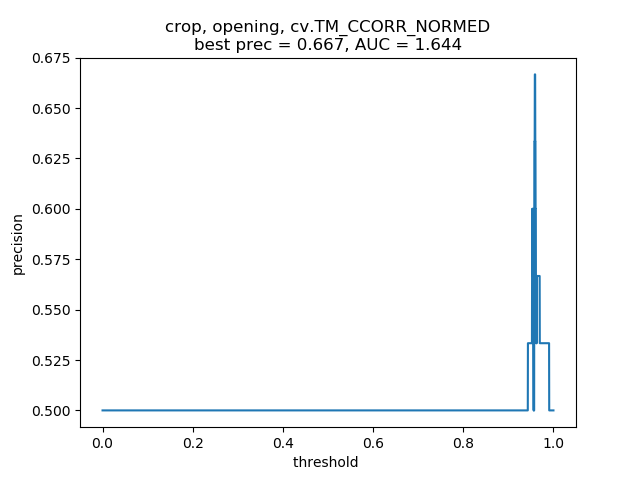 crop, opening, cv.TM_CCORR_NORMED
best prec = 0.667, AUC = 1.644
0.675
0.650
0.625
0.600
0.575
0.550
0.525
0.500
precision
0.0 0.2 0.4 0.6 0.8 1.0
threshold